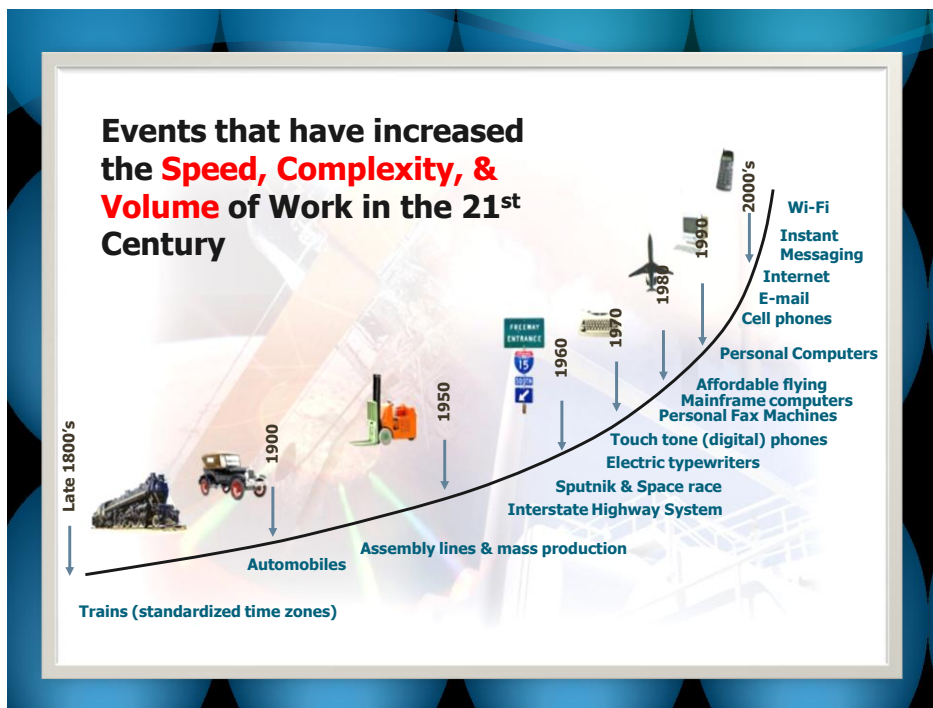 Events that have increased
the Speed, Complexity, &
Volume of Work in the 21st
Century
Late 1800's
1900
1950
1960
1970
1980
1990
2000's
FREEWAY
ENTRANCE
15
SOUTH
Wi-Fi
Instant
Messaging
Internet
E-mail
Cell phones
Personal Computers
Affordable flying
Mainframe computers
Personal Fax Machines
Touch tone (digital) phones
Electric typewriters
Sputnik & Space race
Interstate Highway System
Assembly lines & mass production
Automobiles
Trains (standardized time zones)